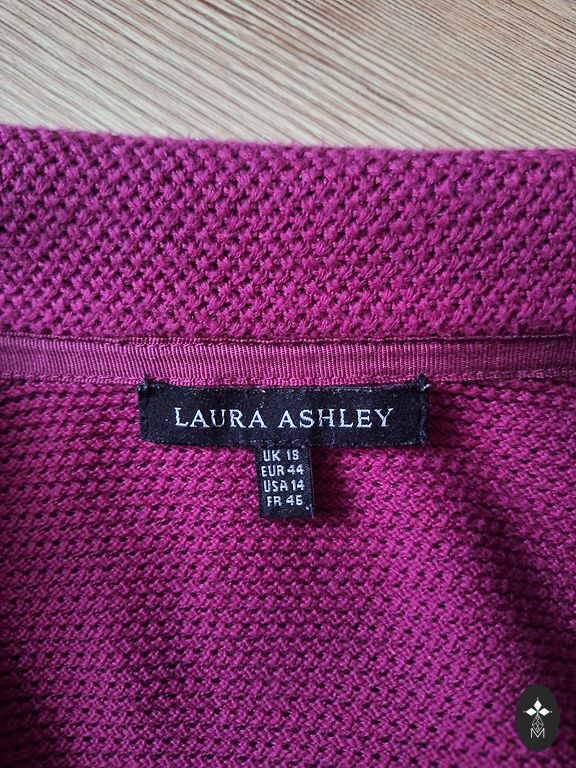 LAURA ASHLEY
UK 18
EUR 44
USA 14
FR 46
M